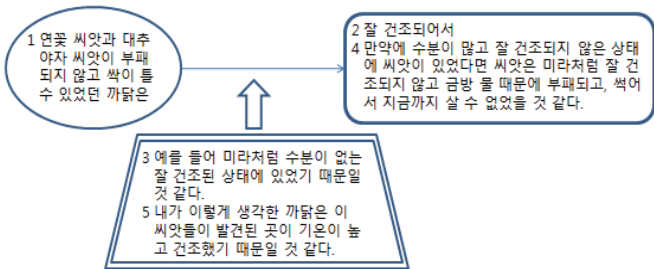 1 연꽃 씨앗과 대추
야자 씨앗이 부패
되지 않고 싹이 틀
수 있었던 까닭은
2 잘 건조되어서
4 만약에 수분이 많고 잘 건조되지 않은 상태
에 씨앗이 있었다면 씨앗은 미라처럼 잘 건
조되지 않고 금방 물 때문에 부패되고, 썩어
서 지금까지 살 수 없었을 것 같다.
3 예를 들어 미라처럼 수분이 없는
잘 건조된 상태에 있었기 때문일
것 같다.
5 내가 이렇게 생각한 까닭은 이
씨앗들이 발견된 곳이 기온이 높
고 건조했기 때문일 것 같다.